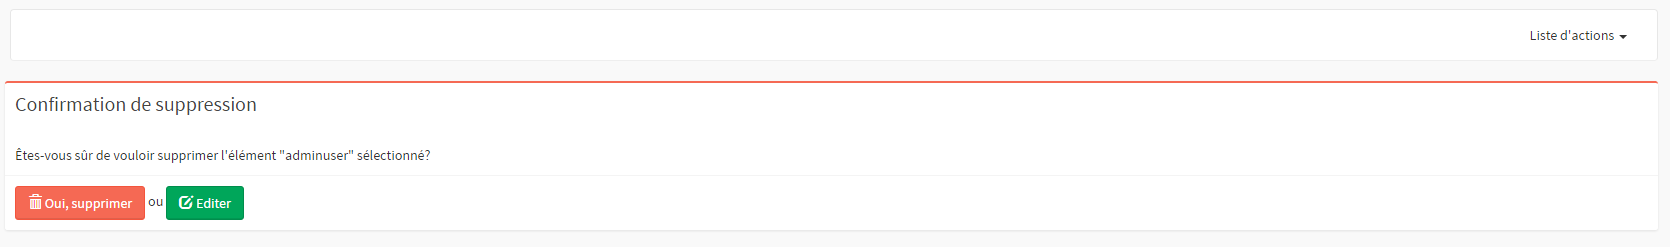 Liste d'actions
Confirmation de suppression
Êtes-vous sûr de vouloir supprimer l'élément "adminuser" sélectionné?
Oui, supprimer ou Editer